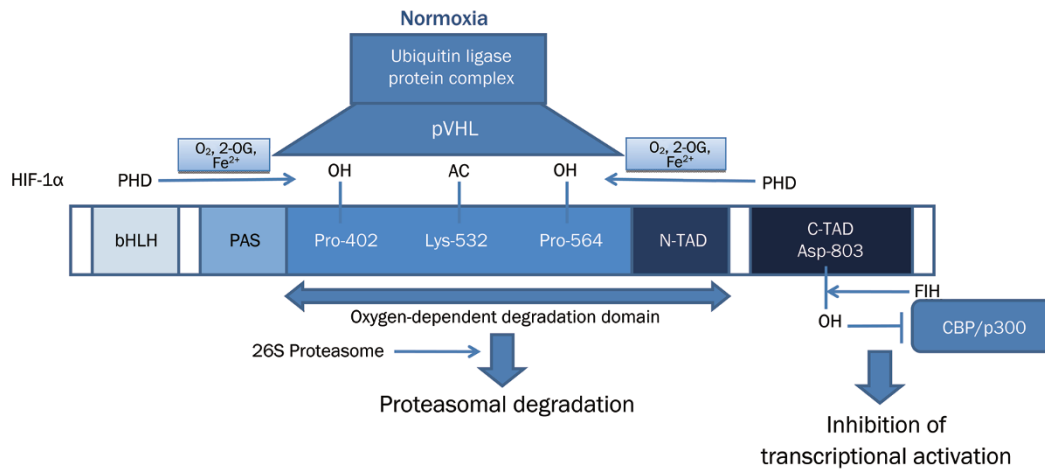 Normoxia
Ubiquitin ligase
protein complex
pVHL
O₂, 2-OG,
Fe²⁺
O₂, 2-OG,
Fe²⁺
HIF-1α
PHD
OH
AC
OH
PHD
bHLH
PAS
Pro-402
Lys-532
Pro-564
N-TAD
C-TAD
Asp-803
Oxygen-dependent degradation domain
FIH
OH
CBP/p300
26S Proteasome
Proteasomal degradation
Inhibition of
transcriptional activation